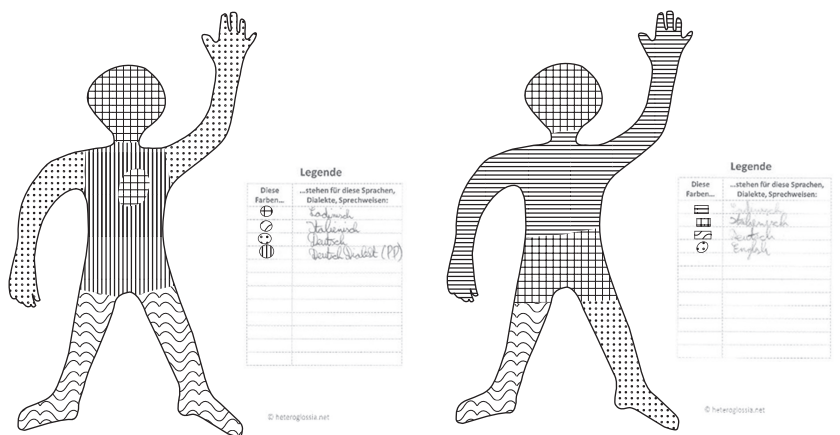 Legende
Diese Farben...
...stehen für diese Sprachen, Dialekte, Sprechweisen:
Ladinisch
Italienisch
Deutsch
Deutsch Dialekt (PD)
© heteroglossia.net
Legende
Diese Farben...
...stehen für diese Sprachen, Dialekte, Sprechweisen:
Ladinisch
Italienisch
Deutsch
English
© heteroglossia.net